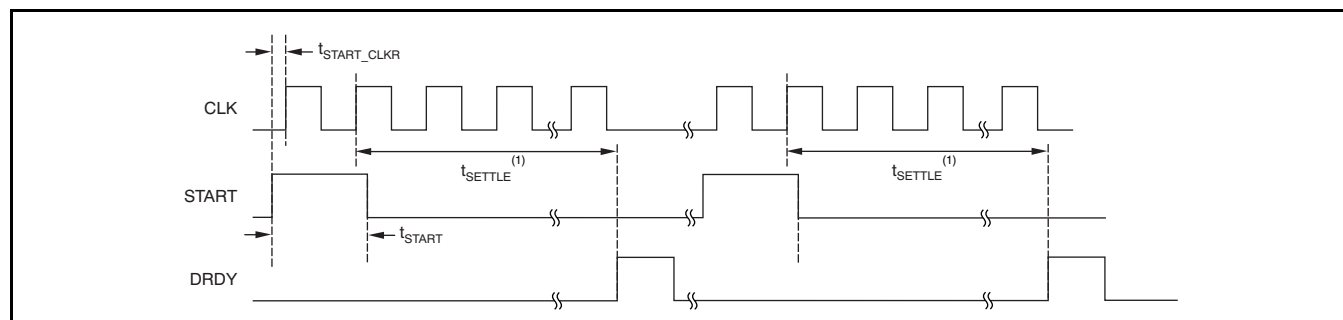 tSTART_CLKR
CLK
tSETTLE(1)
tSETTLE(1)
START
tSTART
DRDY